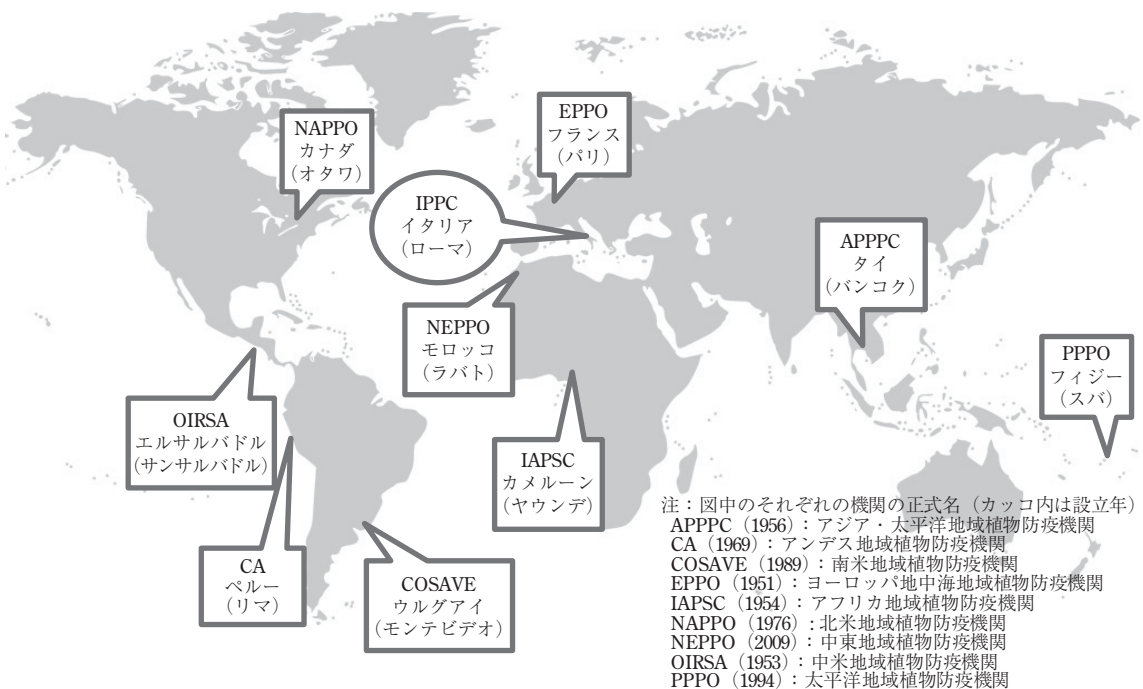 NAPPO
カナダ
(オタワ)
EPPO
フランス
(パリ)
IPPC
イタリア
(ローマ)
APPPC
タイ
(バンコク)
NEPPO
モロッコ
(ラバト)
PPPO
フィジー
(スバ)
OIRSA
エルサルバドル
(サンサルバドル)
IAPSC
カメルーン
(ヤウンデ)
CA
ペルー
(リマ)
COSAVE
ウルグアイ
(モンテビデオ)
注:図中のそれぞれの機関の正式名(カッコ内は設立年)
APPPC(1956):アジア・太平洋地域植物防疫機関
CA(1969):アンデス地域植物防疫機関
COSAVE(1989):南米地域植物防疫機関
EPPO(1951):ヨーロッパ地中海地域植物防疫機関
IAPSC(1954):アフリカ地域植物防疫機関
NAPPO(1976):北米地域植物防疫機関
NEPPO(2009):中東地域植物防疫機関
OIRSA(1953):中米地域植物防疫機関
PPPO(1994):太平洋地域植物防疫機関